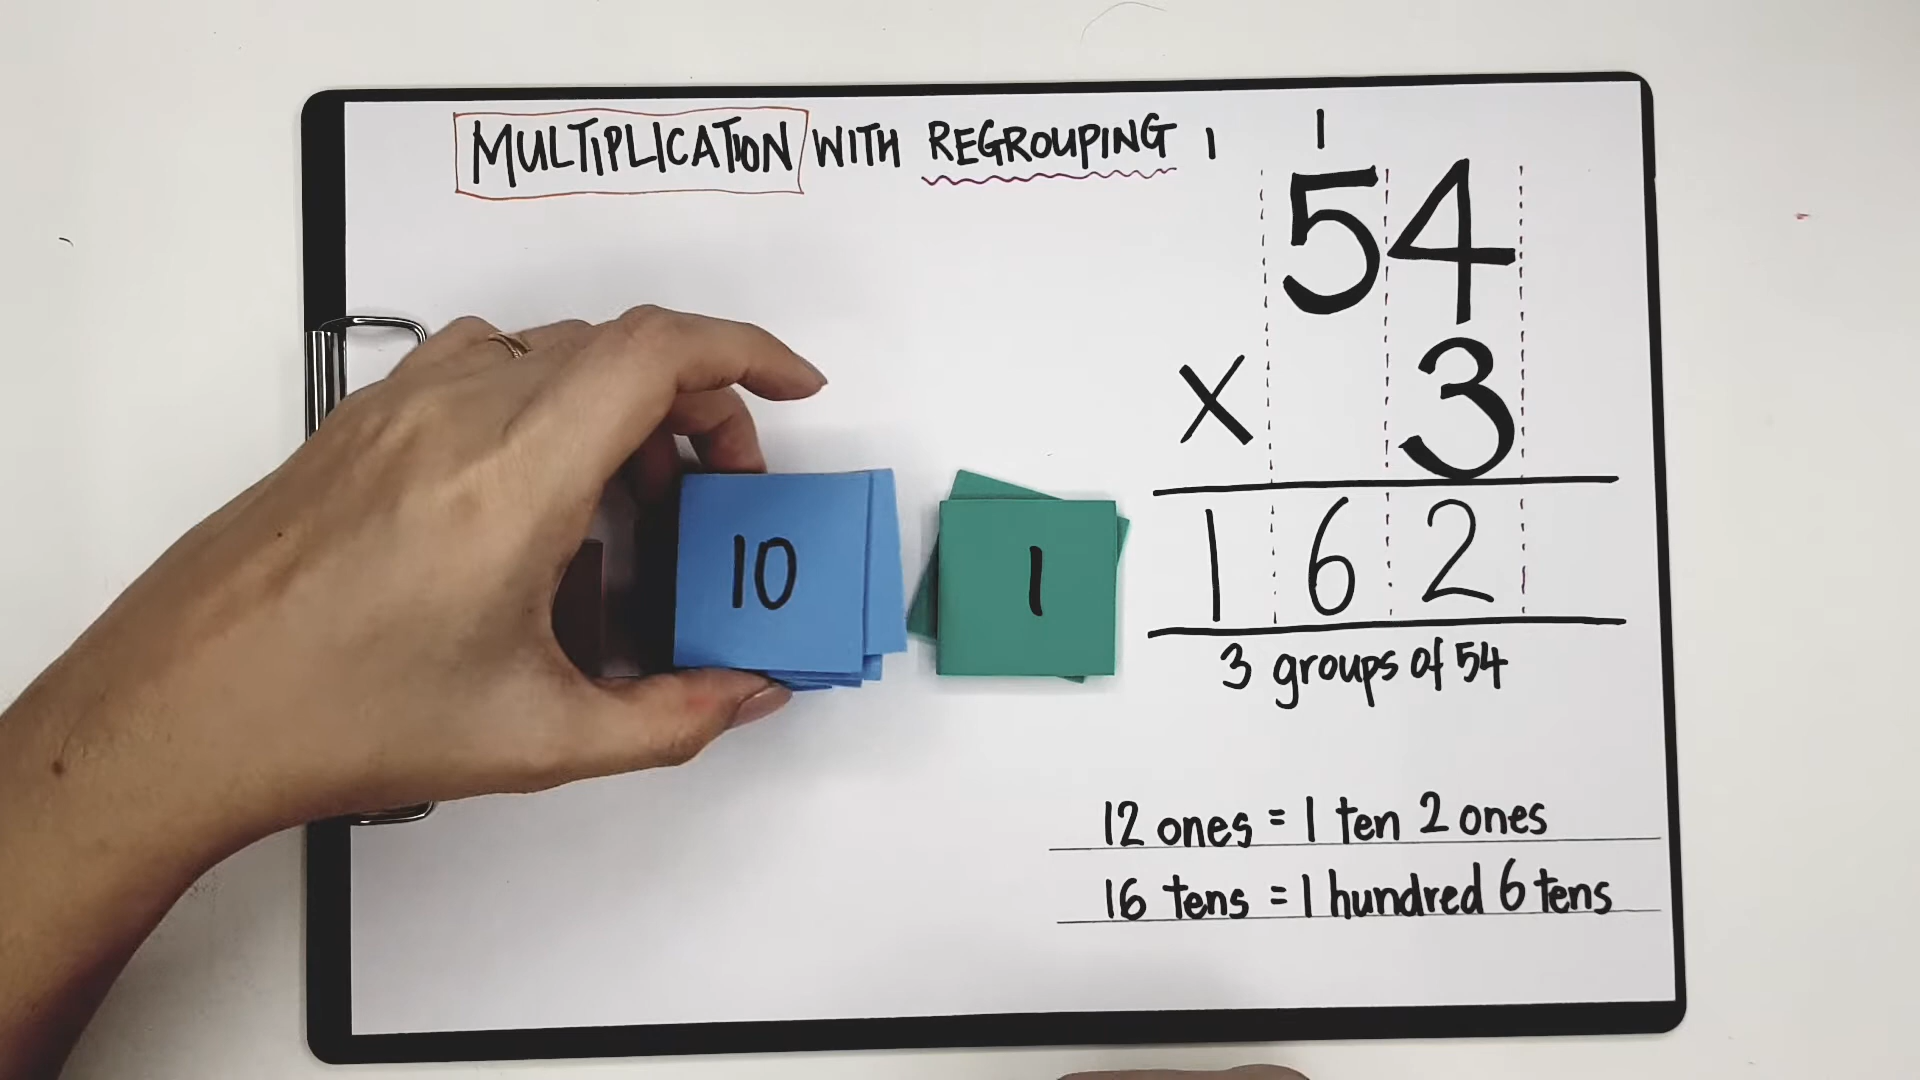 MULTIPLICATION WITH REGROUPING 1
1
54
× 3
162
3 groups of 54
10
1
12 ones = 1 ten 2 ones
16 tens = 1 hundred 6 tens